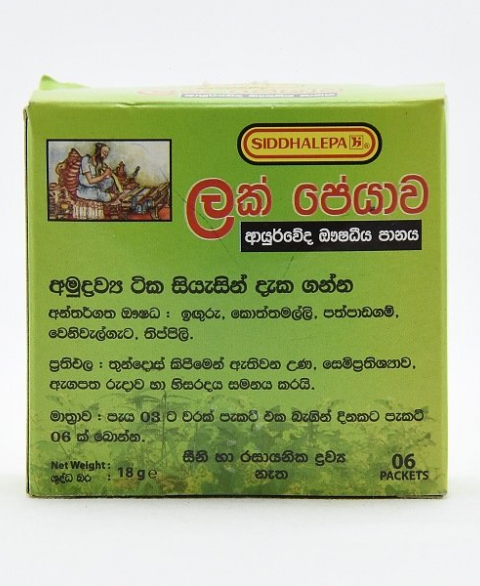 SIDDHALEPA ®
ලක් පේයාව
ආයුර්වේද ඖෂධීය පානය
අමුද්‍රව්‍ය ටික සියැසින් දැක ගන්න
අන්තර්ගත ඖෂධ : ඉඟුරු, කොත්තමල්ලි, පත්පාඩගම්,
වෙනිවැල්ගැට, තිප්පිලි.
ප්‍රතිඵල : තුන්දොස් කිපීමෙන් ඇතිවන උණ, සෙම්ප්‍රතිශ්‍යාව,
ඇඟපත රුදාව හා හිසරදය සමනය කරයි.
මාත්‍රාව : පැය 03 ට වරක් පැකට් එක බැගින් දිනකට පැකට්
06 ක් බොන්න.
සීනි හා රසායනික ද්‍රව්‍ය
නැත
Net Weight :
ශුද්ධ බර : 18 g e
06
PACKETS